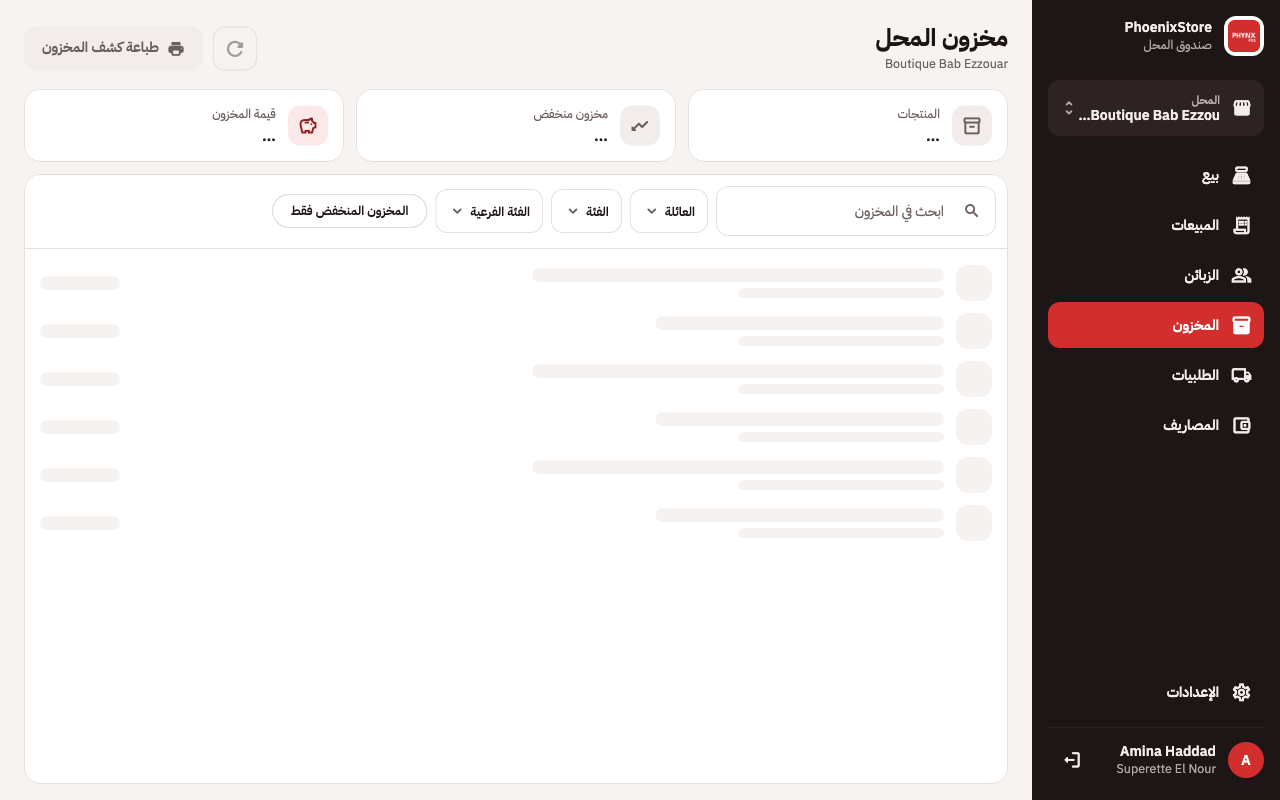 PHYNX
POS
PhoenixStore
صندوق المحل
المحل
Boutique Bab Ezzou...
بيع
المبيعات
الزبائن
المخزون
الطلبيات
المصاريف
الإعدادات
A
Amina Haddad
Superette El Nour
مخزون المحل
Boutique Bab Ezzouar
طباعة كشف المخزون
المنتجات
...
مخزون منخفض
...
قيمة المخزون
...
ابحث في المخزون
العائلة
الفئة
الفئة الفرعية
المخزون المنخفض فقط